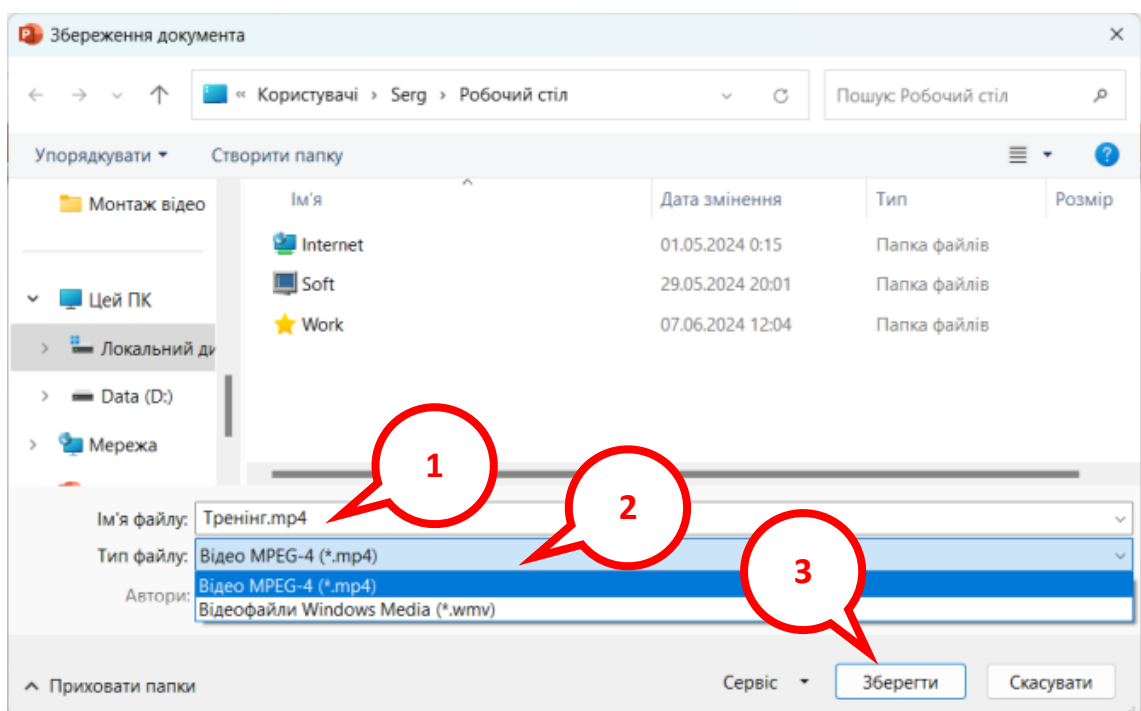 Збереження документа
« Користувачі › Serg › Робочий стіл
Пошук: Робочий стіл
Упорядкувати
Створити папку
Монтаж відео
Цей ПК
Локальний ди
Data (D:)
Мережа
Ім'я Дата змінення Тип Розмір
Internet 01.05.2024 0:15 Папка файлів
Soft 29.05.2024 20:01 Папка файлів
Work 07.06.2024 12:04 Папка файлів
1
2
3
Ім'я файлу: Тренінг.mp4
Тип файлу: Відео MPEG-4 (*.mp4)
Автори:
Відео MPEG-4 (*.mp4)
Відеофайли Windows Media (*.wmv)
Приховати папки
Сервіс
Зберегти
Скасувати